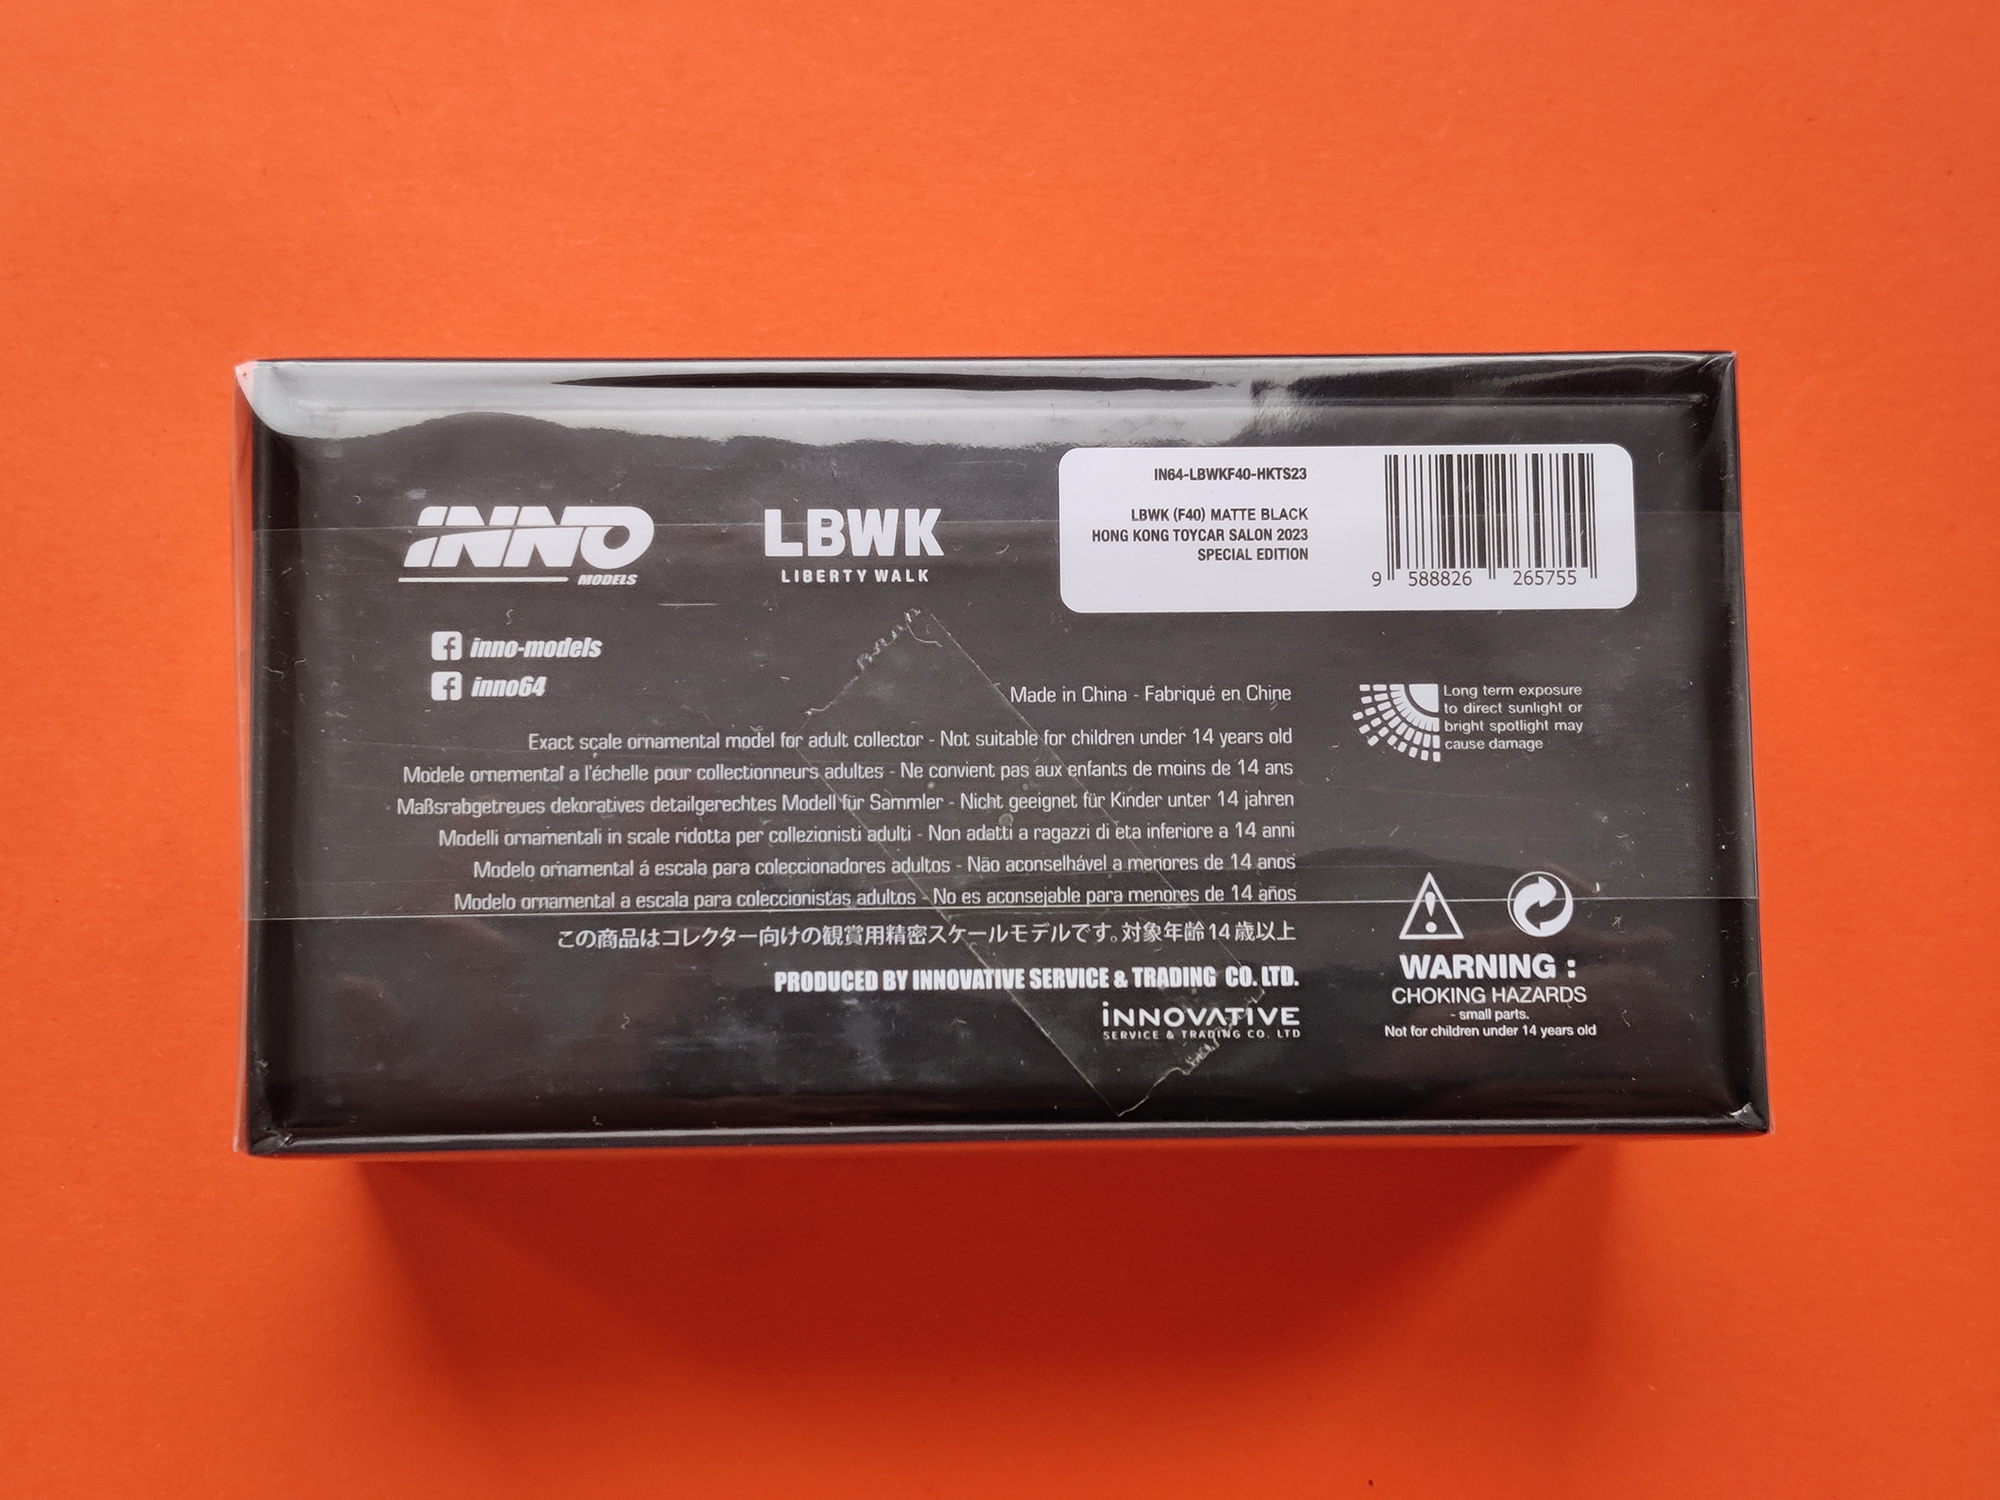 INNO
MODELS
LBWK
LIBERTY WALK
IN64-LBWKF40-HKTS23
LBWK (F40) MATTE BLACK
HONG KONG TOYCAR SALON 2023
SPECIAL EDITION
9 588826 265755
inno-models
inno64
Made in China - Fabriqué en Chine
Long term exposure
to direct sunlight or
bright spotlight may
cause damage
Exact scale ornamental model for adult collector - Not suitable for children under 14 years old
Modele ornemental a l'échelle pour collectionneurs adultes - Ne convient pas aux enfants de moins de 14 ans
Maßsrabgetreues dekoratives detailgerechtes Modell für Sammler - Nicht geeignet für Kinder unter 14 jahren
Modelli ornamentali in scale ridotta per collezionisti adulti - Non adatti a ragazzi di eta inferiore a 14 anni
Modelo ornamental á escala para coleccionadores adultos - Não aconselhável a menores de 14 anos
Modelo ornamental a escala para coleccionistas adultos - No es aconsejable para menores de 14 años
この商品はコレクター向けの観賞用精密スケールモデルです。対象年齢14歳以上
PRODUCED BY INNOVATIVE SERVICE & TRADING CO. LTD.
iNNOVATIVE
SERVICE & TRADING CO. LTD
WARNING :
CHOKING HAZARDS
- small parts.
Not for children under 14 years old